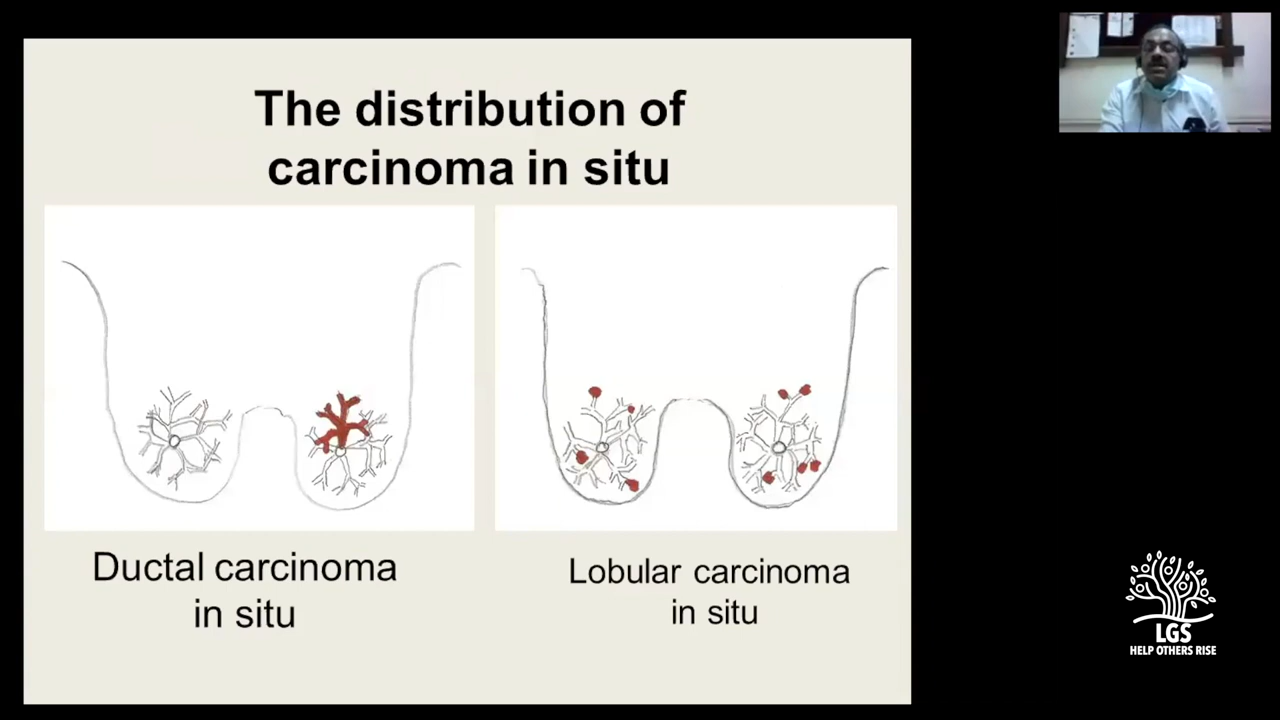 The distribution of
carcinoma in situ
Ductal carcinoma
in situ
Lobular carcinoma
in situ
LGS
HELP OTHERS RISE